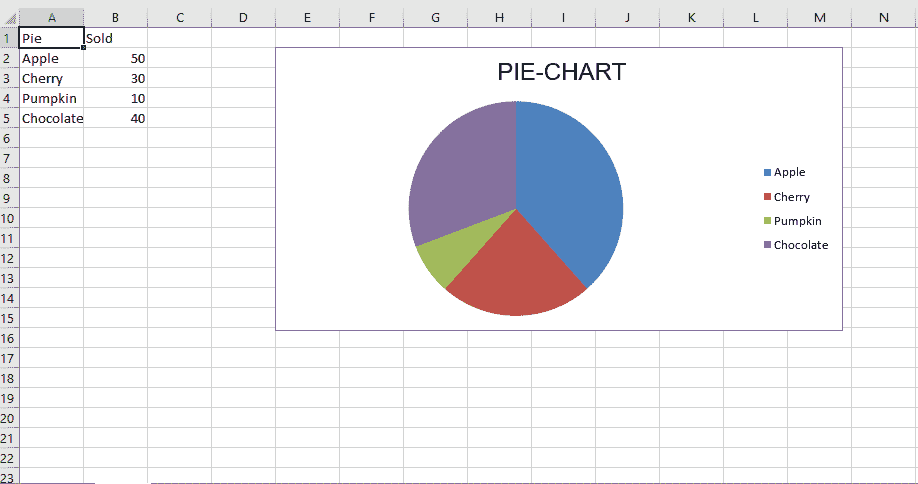 A B C D E F G H I J K L M N
1 Pie Sold
2 Apple 50
3 Cherry 30
4 Pumpkin 10
5 Chocolate 40
6
7
8
9
10
11
12
13
14
15
16
17
18
19
20
21
22
23
PIE-CHART
Apple
Cherry
Pumpkin
Chocolate